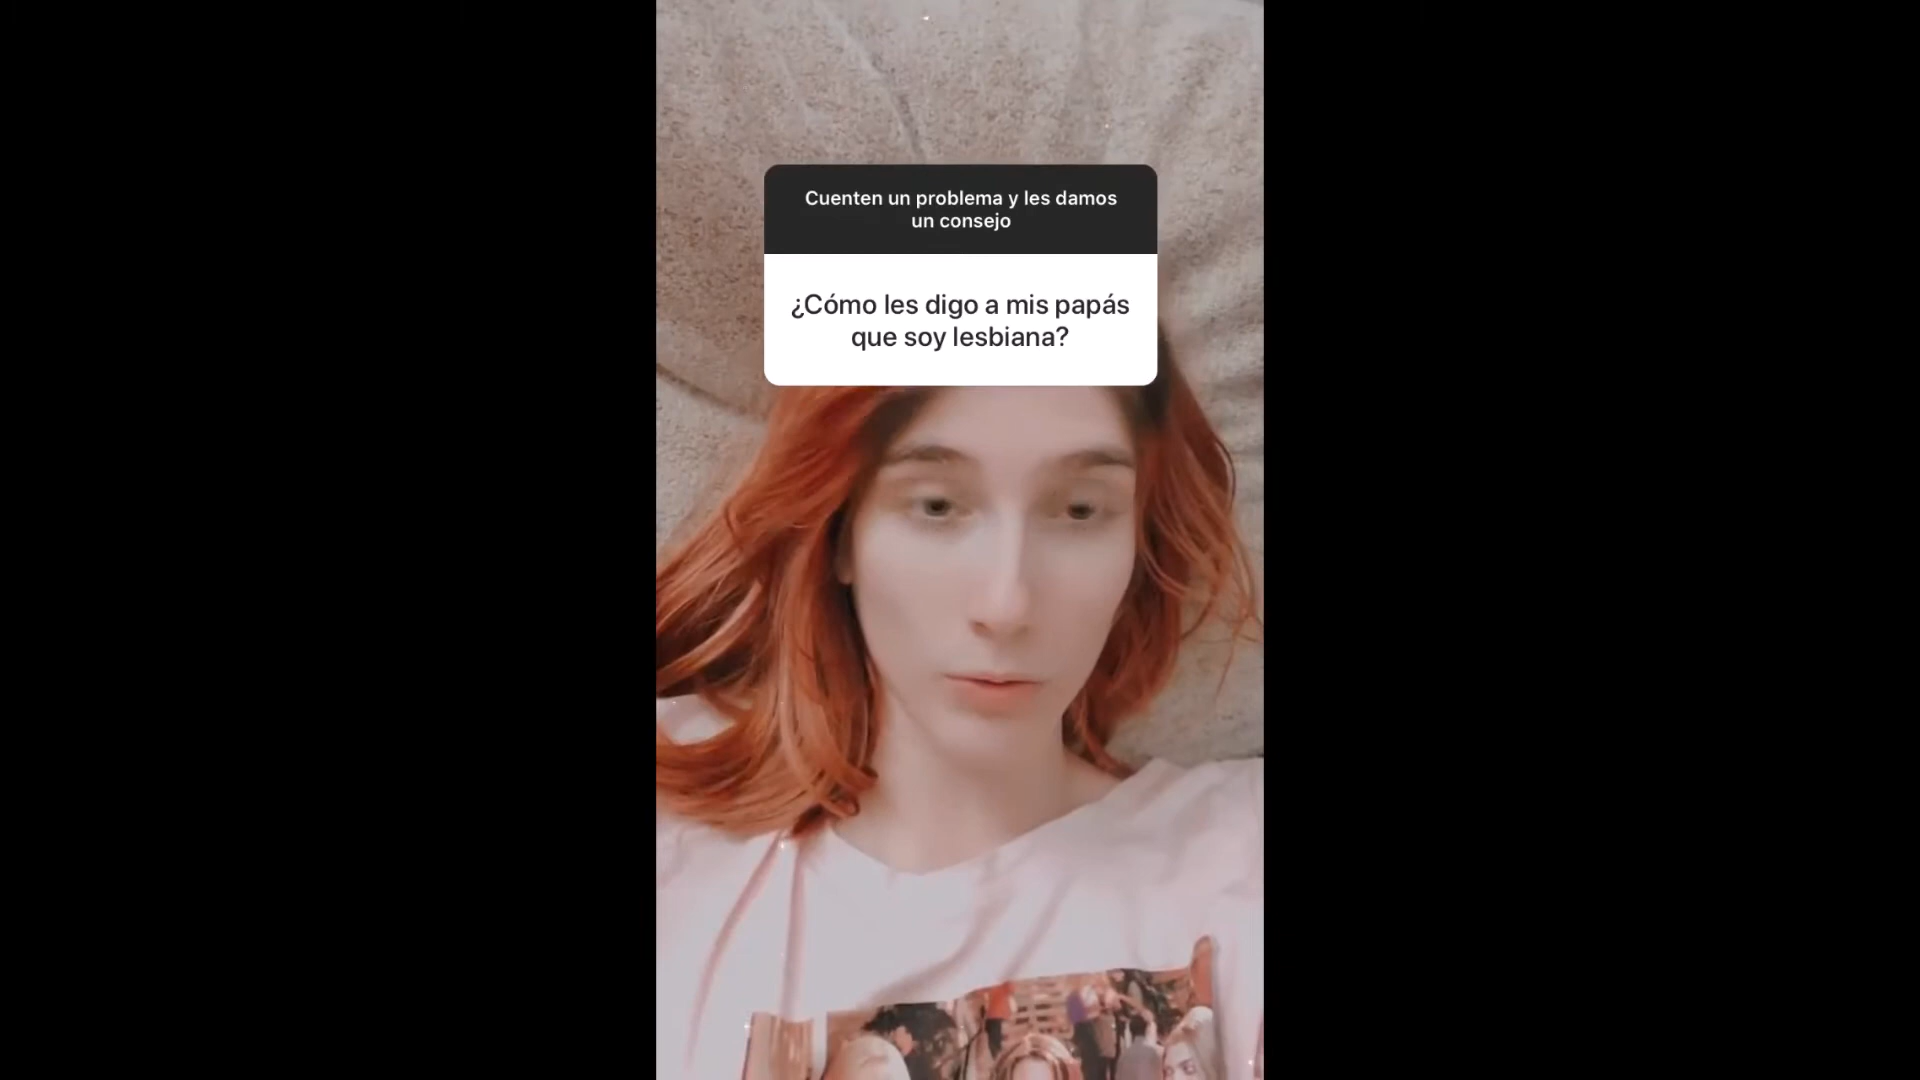 Cuenten un problema y les damos
un consejo
¿Cómo les digo a mis papás
que soy lesbiana?